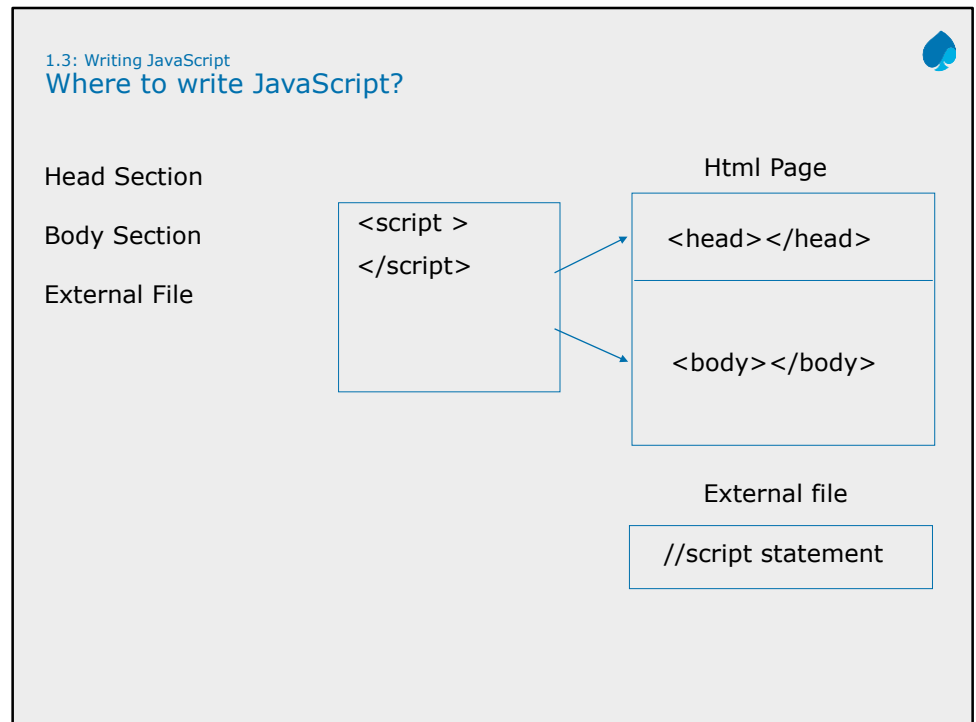 1.3: Writing JavaScript
Where to write JavaScript?
Head Section
Body Section
External File
<script >
</script>
Html Page
<head></head>
<body></body>
External file
//script statement